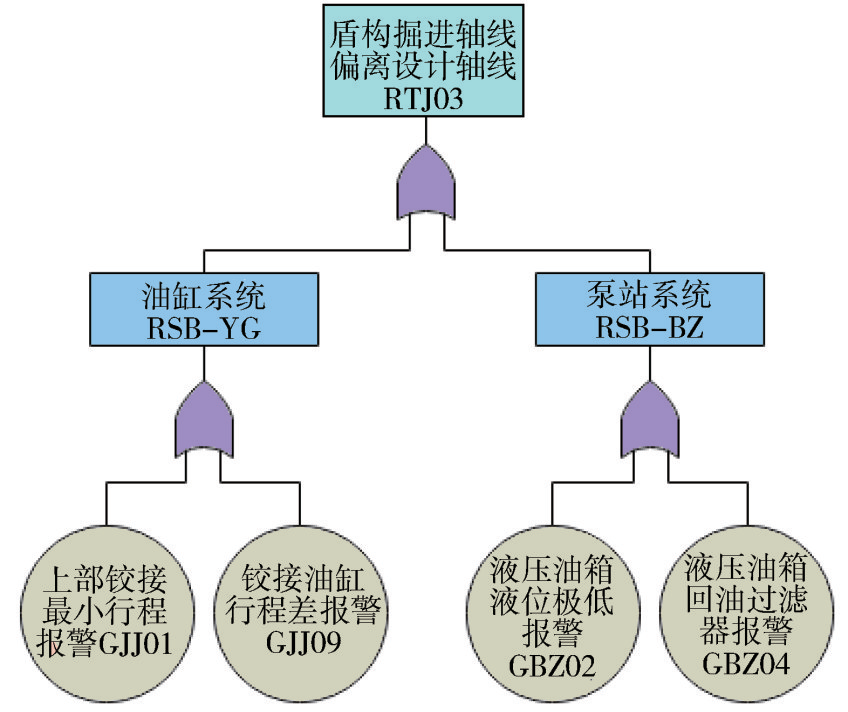 盾构掘进轴线
偏离设计轴线
RTJ03
油缸系统
RSB-YG
泵站系统
RSB-BZ
上部铰接
最小行程
报警GJJ01
铰接油缸
行程差报警
GJJ09
液压油箱
液位极低
报警
GBZ02
液压油箱
回油过滤
器报警
GBZ04